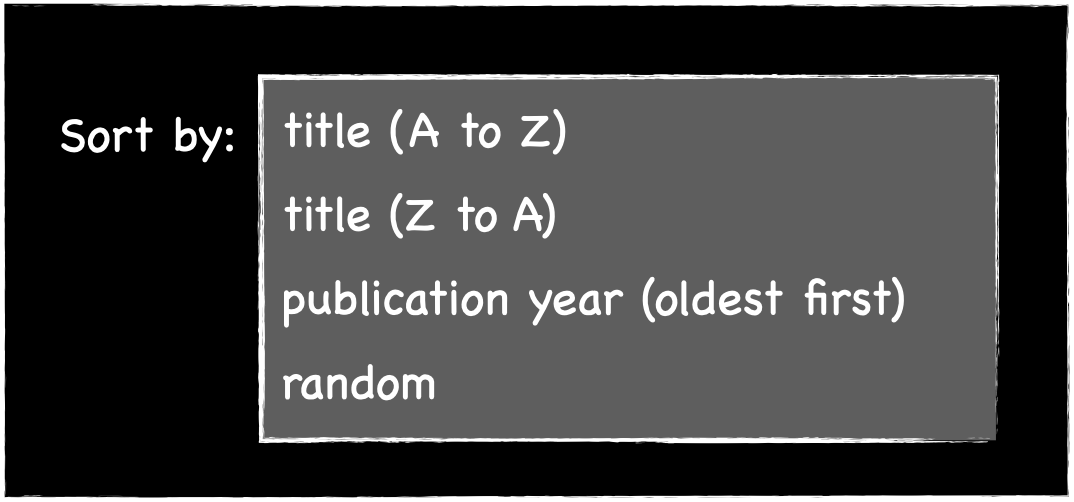 Sort by:
title (A to Z)
title (Z to A)
publication year (oldest first)
random